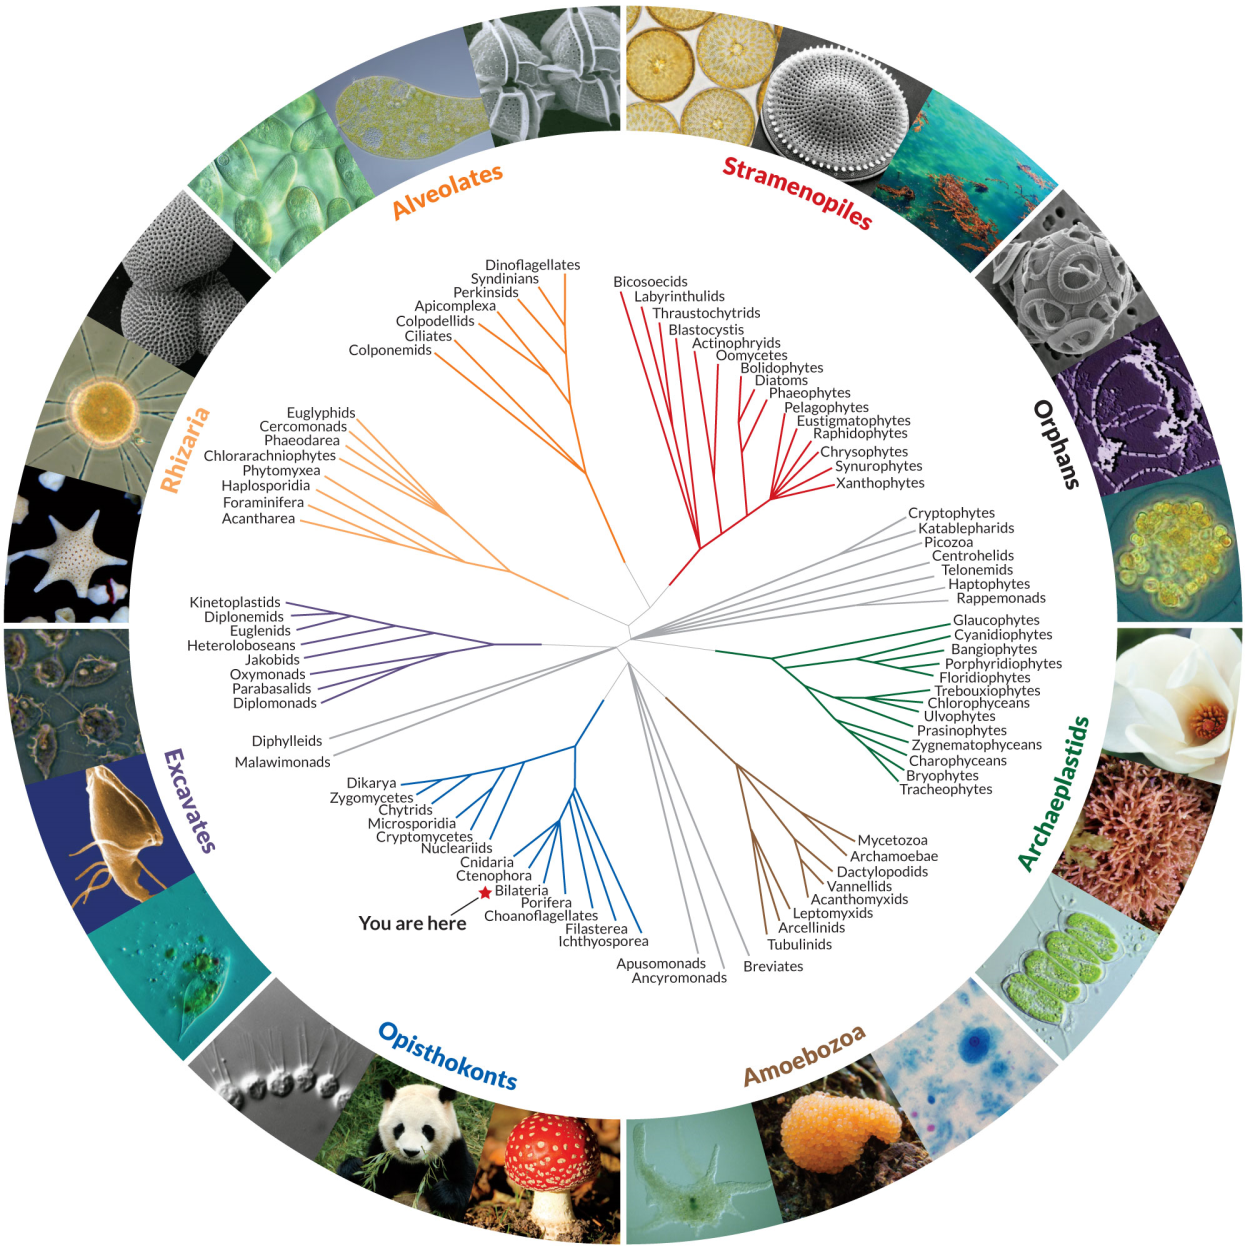 Alveolates
Stramenopiles
Dinoflagellates
Syndinians
Perkinsids
Apicomplexa
Colpodellids
Ciliates
Colponemids
Bicosoecids
Labyrinthulids
Thraustochytrids
Blastocystis
Actinophryids
Oomycetes
Bolidophytes
Diatoms
Phaeophytes
Pelagophytes
Eustigmatophytes
Raphidophytes
Chrysophytes
Synurophytes
Xanthophytes
Orphans
Cryptophytes
Katablepharids
Picozoa
Centrohelids
Telonemids
Haptophytes
Rappemonads
Rhizaria
Euglyphids
Cercomonads
Phaeodarea
Chlorarachniophytes
Phytomyxea
Haplosporidia
Foraminifera
Acantharea
Kinetoplastids
Diplonemids
Euglenids
Heteroloboseans
Jakobids
Oxymonads
Parabasalids
Diplomonads
Excavates
Diphylleids
Malawimonads
Glaucophytes
Cyanidiophytes
Bangiophytes
Porphyridiophytes
Floridiophytes
Trebouxiophytes
Chlorophyceans
Ulvophytes
Prasinophytes
Zygnematophyceans
Charophyceans
Bryophytes
Tracheophytes
Archaeplastids
Dikarya
Zygomycetes
Chytrids
Microsporidia
Cryptomycetes
Nucleariids
Cnidaria
Ctenophora
Bilateria
Porifera
Choanoflagellates
Filasterea
Ichthyosporea
You are here
Opisthokonts
Apusomonads
Ancyromonads
Breviates
Mycetozoa
Archamoebae
Dactylopodids
Vannellids
Acanthomyxids
Leptomyxids
Arcellinids
Tubulinids
Amoebozoa